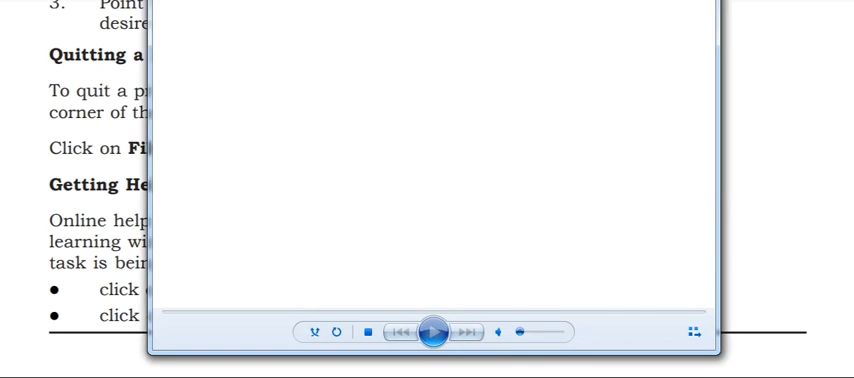 3. Point
desire
Quitting a
To quit a p
corner of th
Click on Fi
Getting He
Online help
learning wi
task is bein
● click
● click